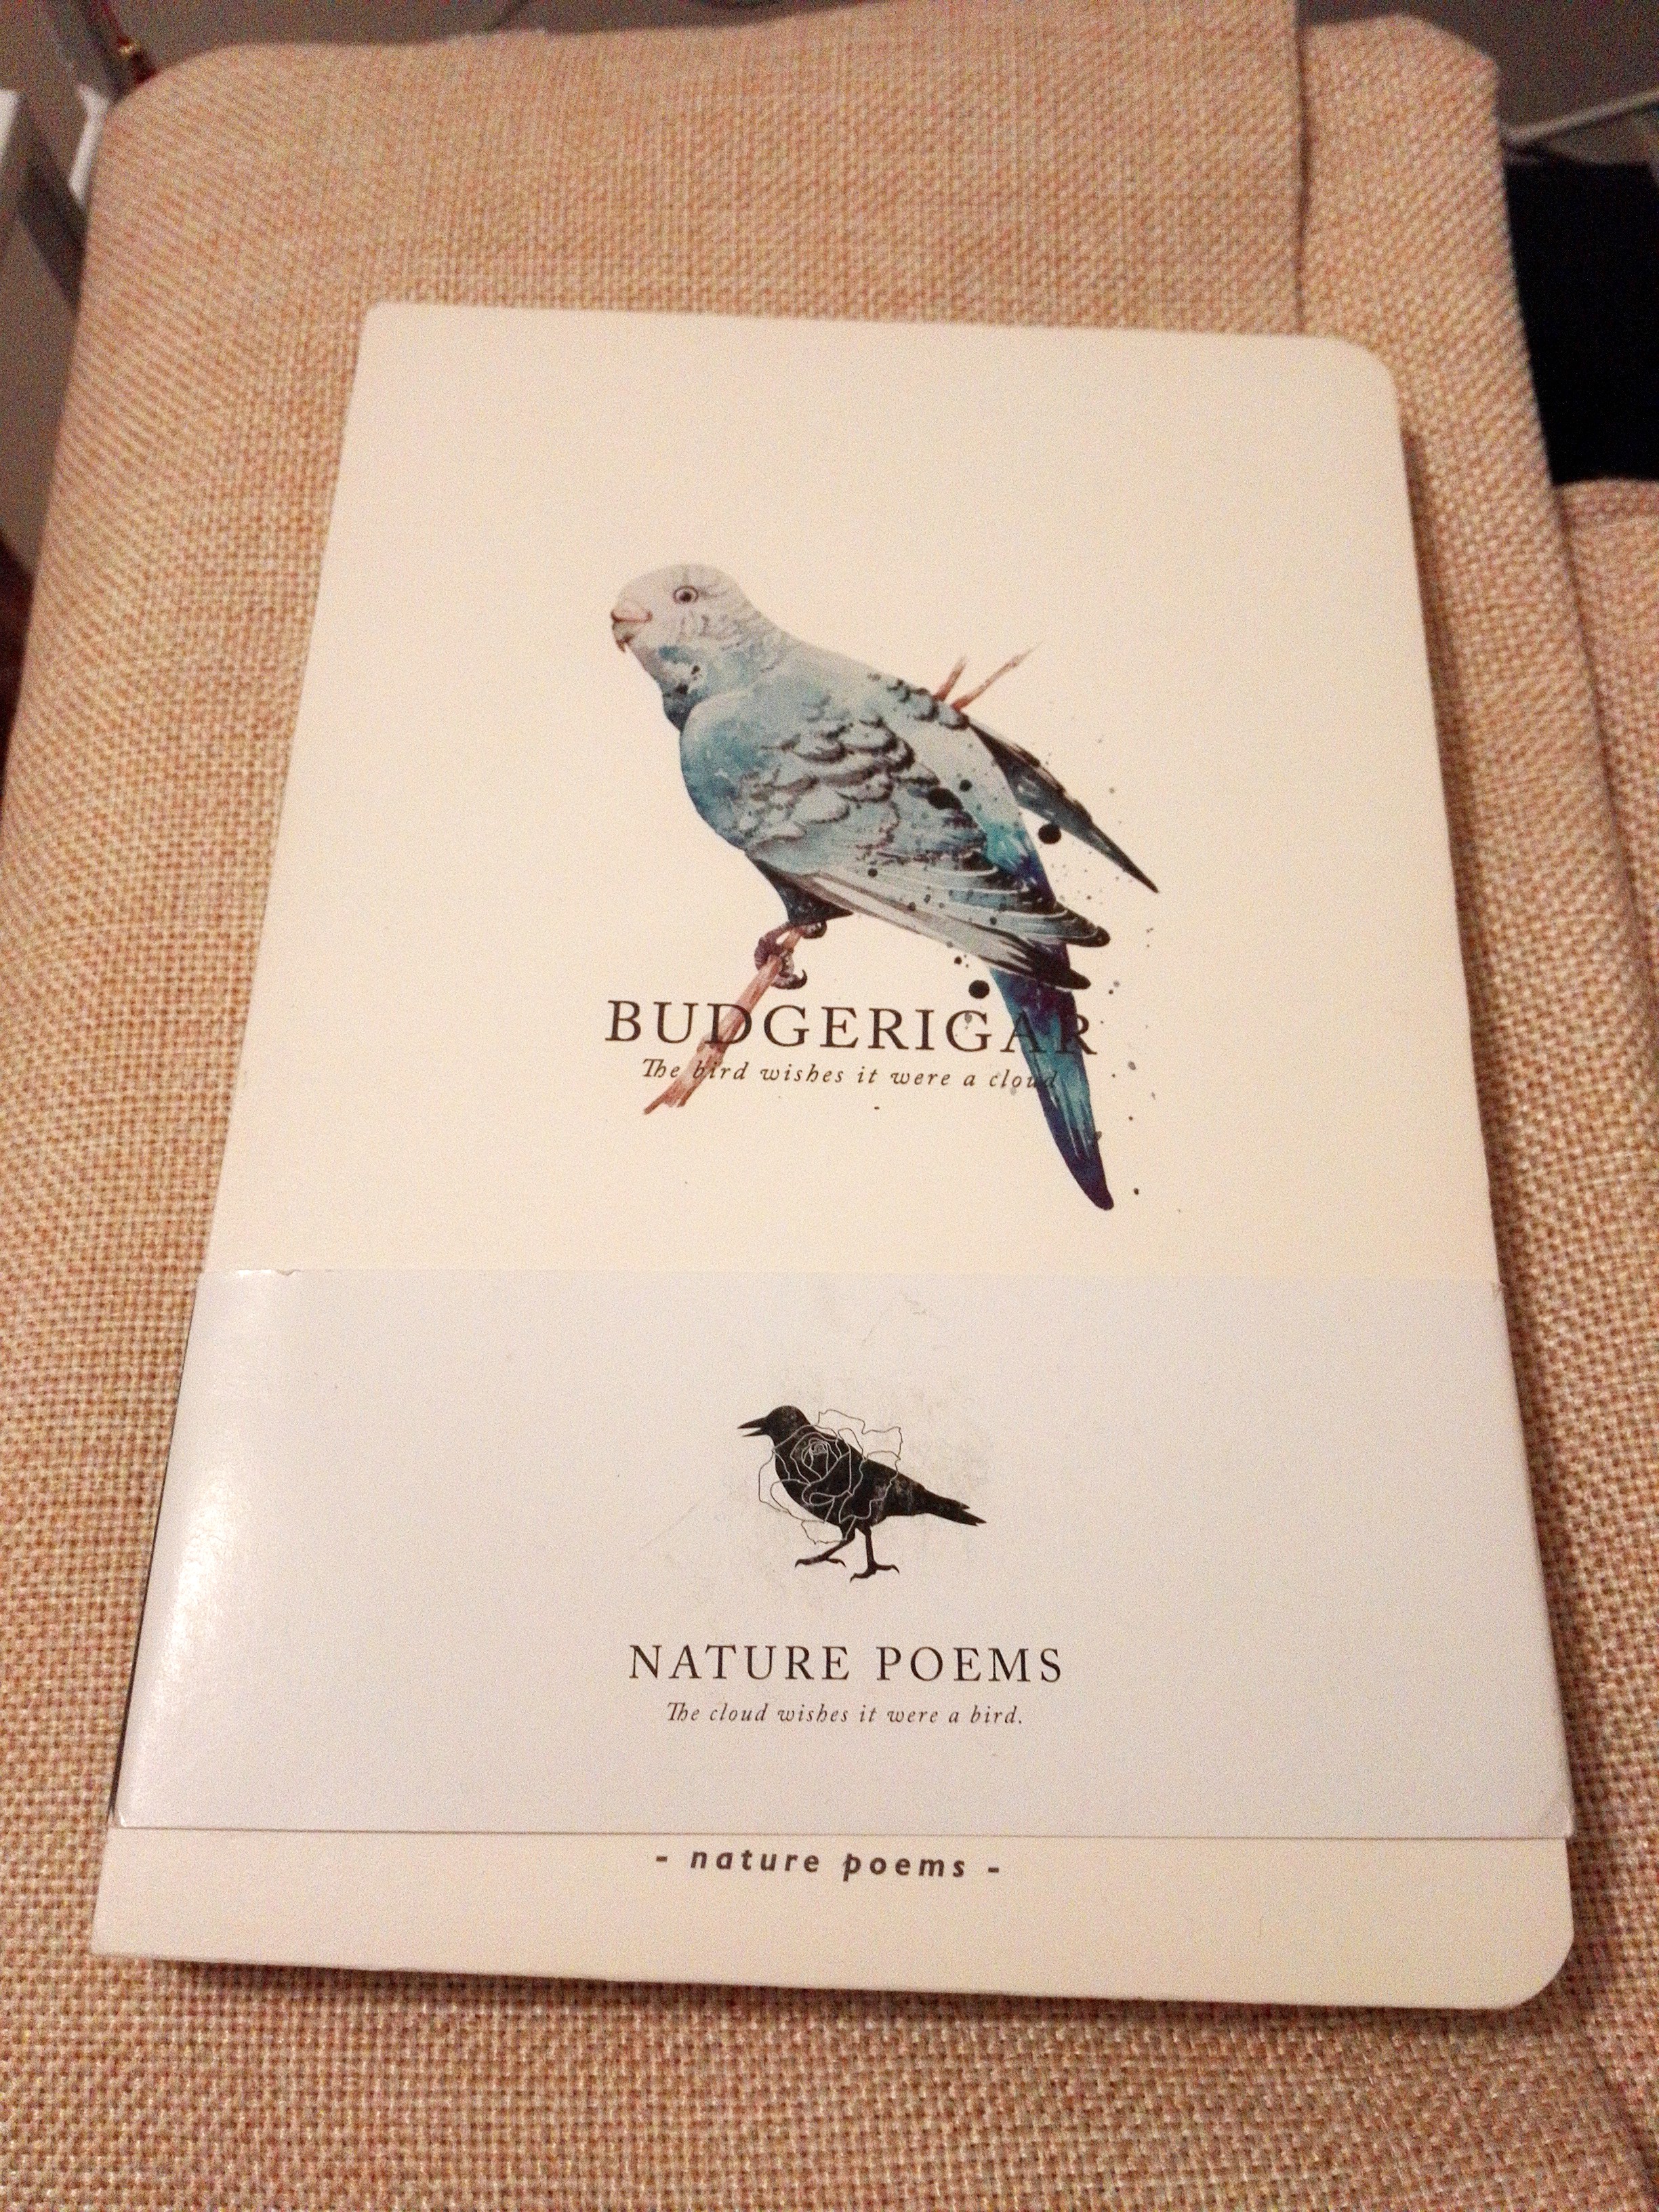 BUDGERIGAR
The bird wishes it were a cloud
NATURE POEMS
The cloud wishes it were a bird.
- nature poems -